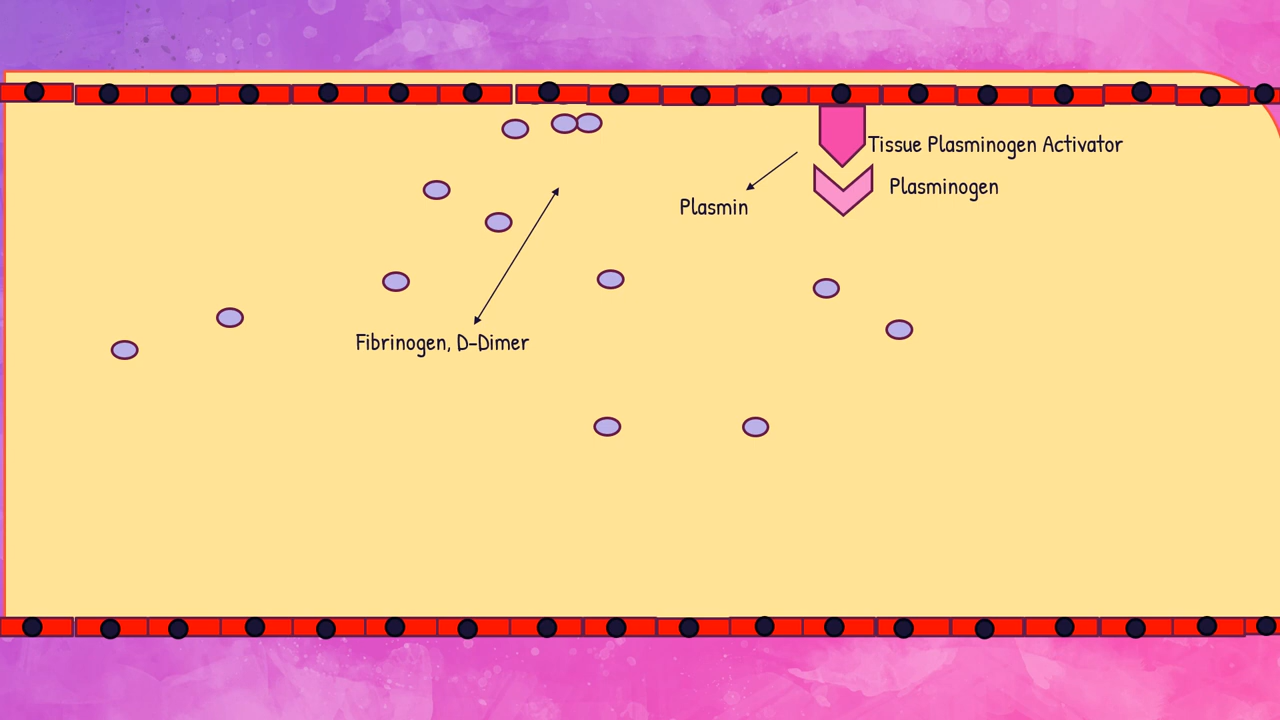 Tissue Plasminogen Activator
Plasminogen
Plasmin
Fibrinogen, D-Dimer